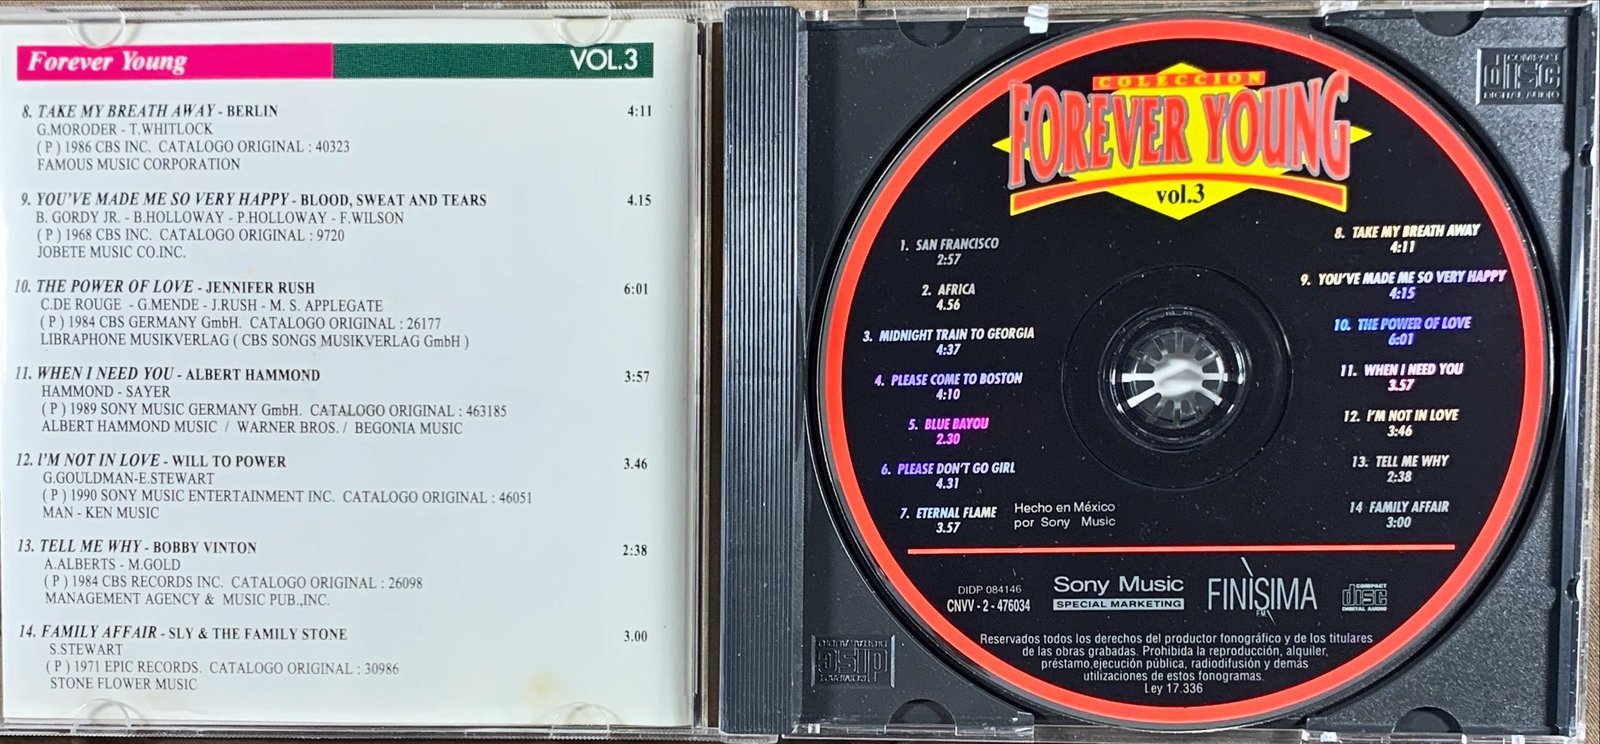 Forever Young VOL.3
8. TAKE MY BREATH AWAY - BERLIN 4:11
G.MORODER - T.WHITLOCK
( P ) 1986 CBS INC. CATALOGO ORIGINAL : 40323
FAMOUS MUSIC CORPORATION
9. YOU'VE MADE ME SO VERY HAPPY - BLOOD, SWEAT AND TEARS 4.15
B. GORDY JR. - B.HOLLOWAY - P.HOLLOWAY - F.WILSON
( P ) 1968 CBS INC. CATALOGO ORIGINAL : 9720
JOBETE MUSIC CO.INC.
10. THE POWER OF LOVE - JENNIFER RUSH 6:01
C.DE ROUGE - G.MENDE - J.RUSH - M. S. APPLEGATE
( P ) 1984 CBS GERMANY GmbH. CATALOGO ORIGINAL : 26177
LIBRAPHONE MUSIKVERLAG ( CBS SONGS MUSIKVERLAG GmbH )
11. WHEN I NEED YOU - ALBERT HAMMOND 3:57
HAMMOND - SAYER
( P ) 1989 SONY MUSIC GERMANY GmbH. CATALOGO ORIGINAL : 463185
ALBERT HAMMOND MUSIC / WARNER BROS. / BEGONIA MUSIC
12. I'M NOT IN LOVE - WILL TO POWER 3.46
G.GOULDMAN-E.STEWART
( P ) 1990 SONY MUSIC ENTERTAINMENT INC. CATALOGO ORIGINAL : 46051
MAN - KEN MUSIC
13. TELL ME WHY - BOBBY VINTON 2:38
A.ALBERTS - M.GOLD
( P ) 1984 CBS RECORDS INC. CATALOGO ORIGINAL : 26098
MANAGEMENT AGENCY & MUSIC PUB.,INC.
14. FAMILY AFFAIR - SLY & THE FAMILY STONE 3.00
S.STEWART
( P ) 1971 EPIC RECORDS. CATALOGO ORIGINAL : 30986
STONE FLOWER MUSIC
COLECCION
FOREVER YOUNG
vol.3
1. SAN FRANCISCO
2:57
2. AFRICA
4.56
3. MIDNIGHT TRAIN TO GEORGIA
4:37
4. PLEASE COME TO BOSTON
4:10
5. BLUE BAYOU
2.30
6. PLEASE DON'T GO GIRL
4.31
7. ETERNAL FLAME
3.57
8. TAKE MY BREATH AWAY
4:11
9. YOU'VE MADE ME SO VERY HAPPY
4:15
10. THE POWER OF LOVE
6:01
11. WHEN I NEED YOU
3.57
12. I'M NOT IN LOVE
3:46
13. TELL ME WHY
2:38
14 FAMILY AFFAIR
3:00
Hecho en México
por Sony Music
DIDP 084146
CNVV - 2 - 476034
Sony Music
SPECIAL MARKETING
FINÌSIMA
COMPACT
disc
DIGITAL AUDIO
Reservados todos los derechos del productor fonográfico y de los titulares
de las obras grabadas. Prohibida la reproducción, alquiler,
préstamo,ejecución pública, radiodifusión y demás
utilizaciones de estos fonogramas.
Ley 17.336
COMPACT
disc
DIGITAL AUDIO
COMPACT
disc
DIGITAL AUDIO